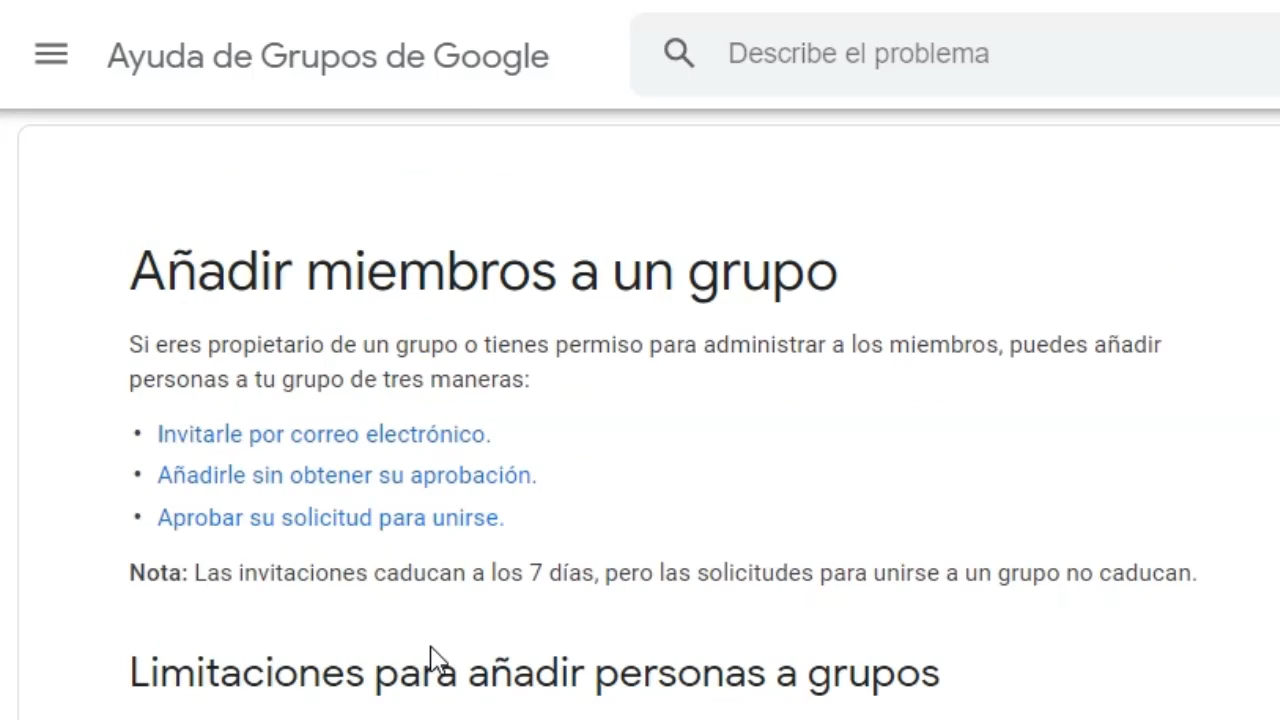 Ayuda de Grupos de Google
Describe el problema
Añadir miembros a un grupo
Si eres propietario de un grupo o tienes permiso para administrar a los miembros, puedes añadir
personas a tu grupo de tres maneras:
• Invitarle por correo electrónico.
• Añadirle sin obtener su aprobación.
• Aprobar su solicitud para unirse.
Nota: Las invitaciones caducan a los 7 días, pero las solicitudes para unirse a un grupo no caducan.
Limitaciones para añadir personas a grupos